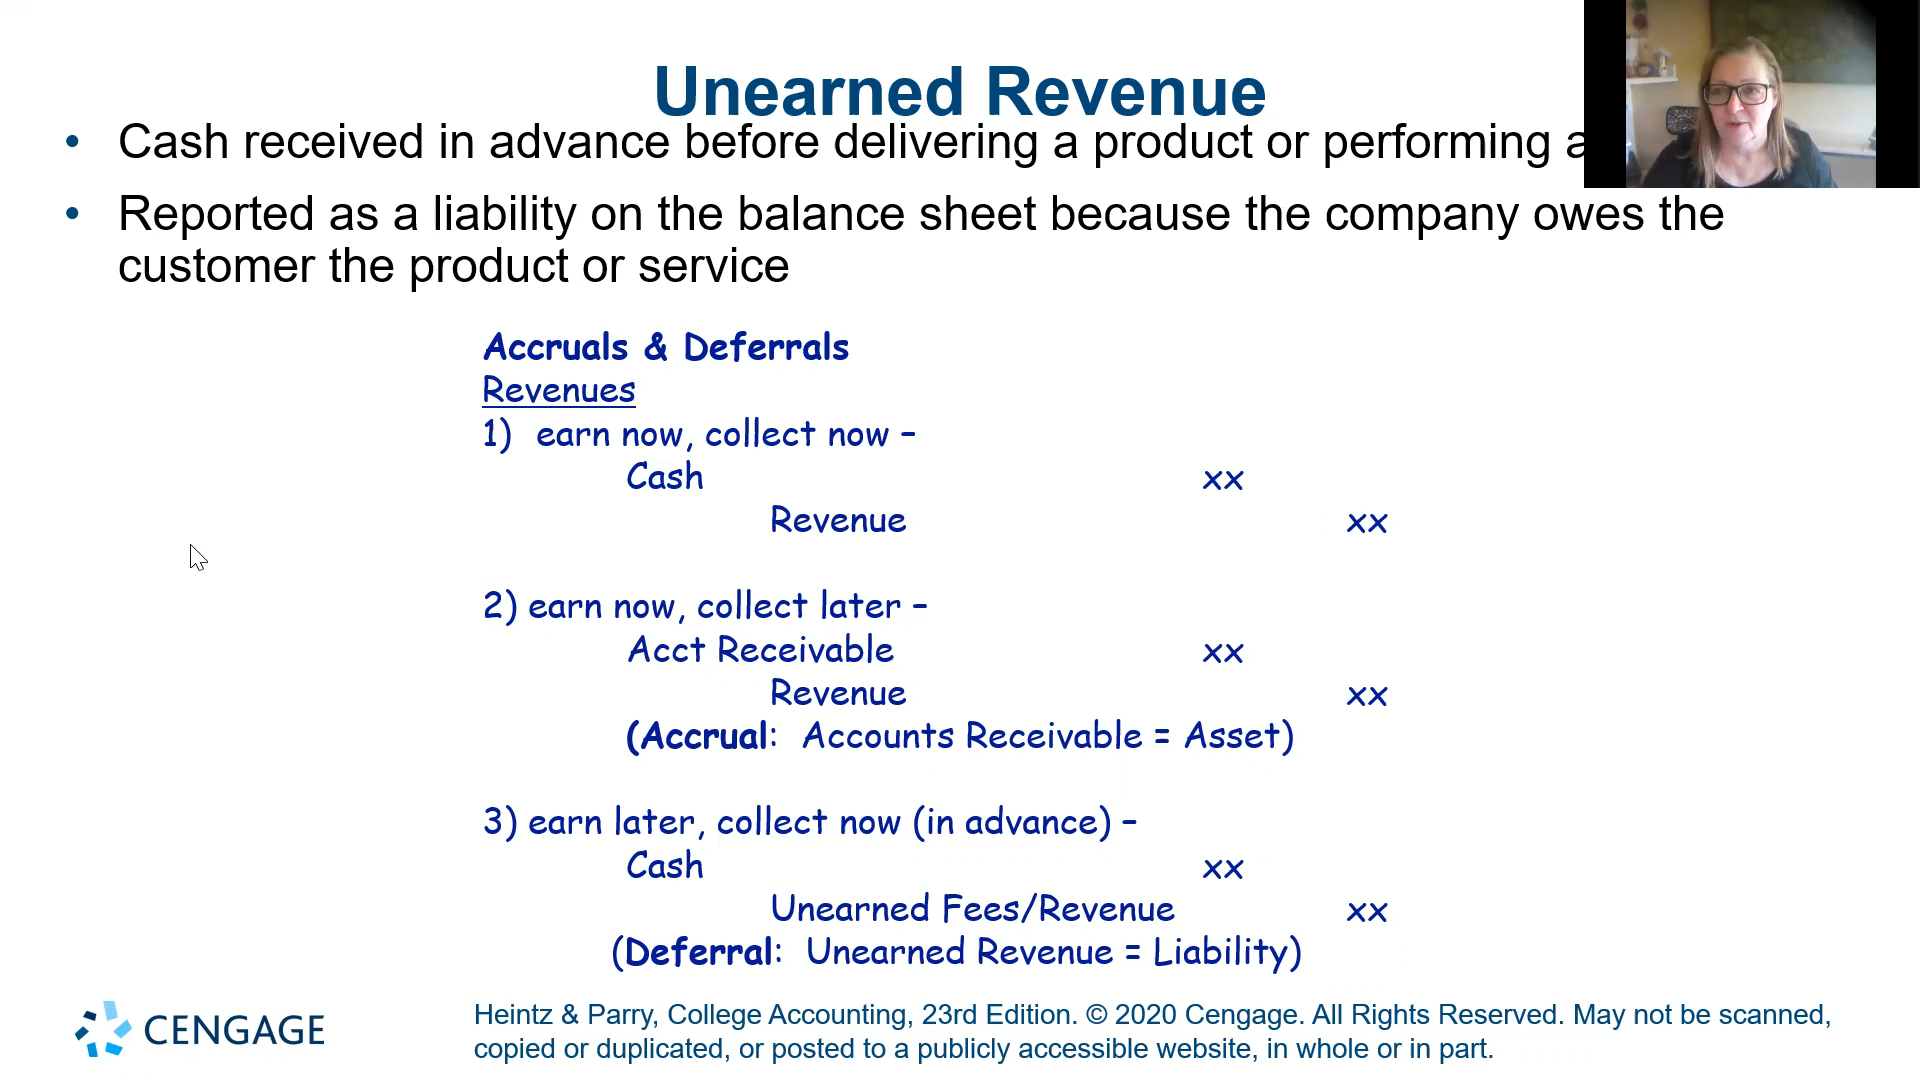 Unearned Revenue
• Cash received in advance before delivering a product or performing a
• Reported as a liability on the balance sheet because the company owes the
customer the product or service
Accruals & Deferrals
Revenues
1) earn now, collect now –
Cash xx
Revenue xx
2) earn now, collect later –
Acct Receivable xx
Revenue xx
(Accrual: Accounts Receivable = Asset)
3) earn later, collect now (in advance) –
Cash xx
Unearned Fees/Revenue xx
(Deferral: Unearned Revenue = Liability)
CENGAGE
Heintz & Parry, College Accounting, 23rd Edition. © 2020 Cengage. All Rights Reserved. May not be scanned,
copied or duplicated, or posted to a publicly accessible website, in whole or in part.